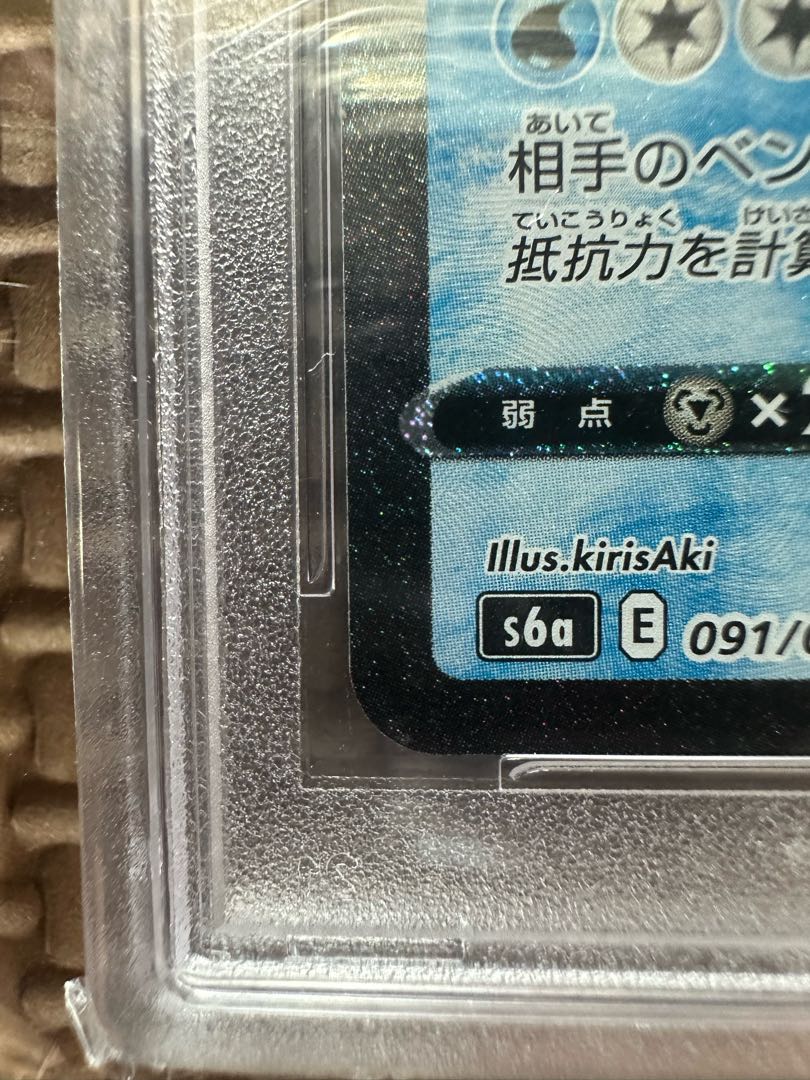 あいて
相手のベン
ていこうりょく けいさ
抵抗力を計算
弱点 ×
Illus.kirisAki
s6a E 091/0